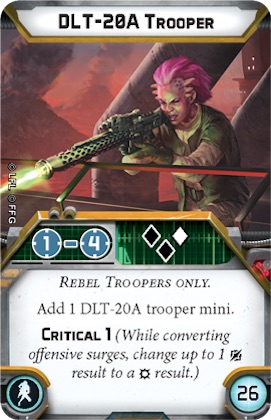 DLT-20A TROOPER
© LFL © FFG
1 – 4
REBEL TROOPERS ONLY.
Add 1 DLT-20A trooper mini.
CRITICAL 1 (While converting
offensive surges, change up to 1
result to a result.)
26